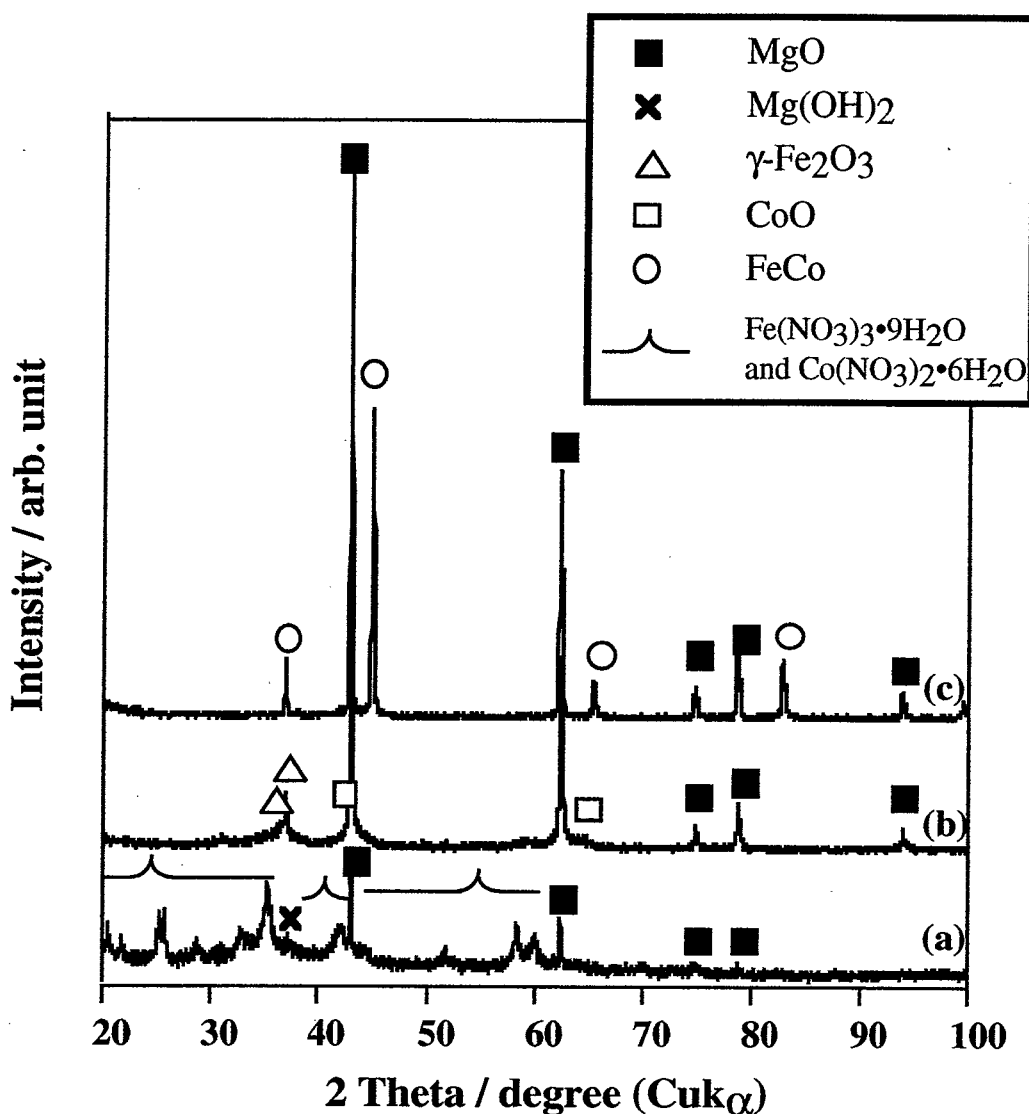 MgO
Mg(OH)2
γ-Fe2O3
CoO
FeCo
Fe(NO3)3•9H2O
and Co(NO3)2•6H2O
Intensity / arb. unit
(c)
(b)
(a)
20 30 40 50 60 70 80 90 100
2 Theta / degree (Cukα)